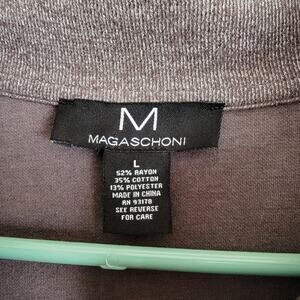 M
MAGASCHONI
L
52% RAYON
35% COTTON
13% POLYESTER
MADE IN CHINA
RN 93178
SEE REVERSE
FOR CARE